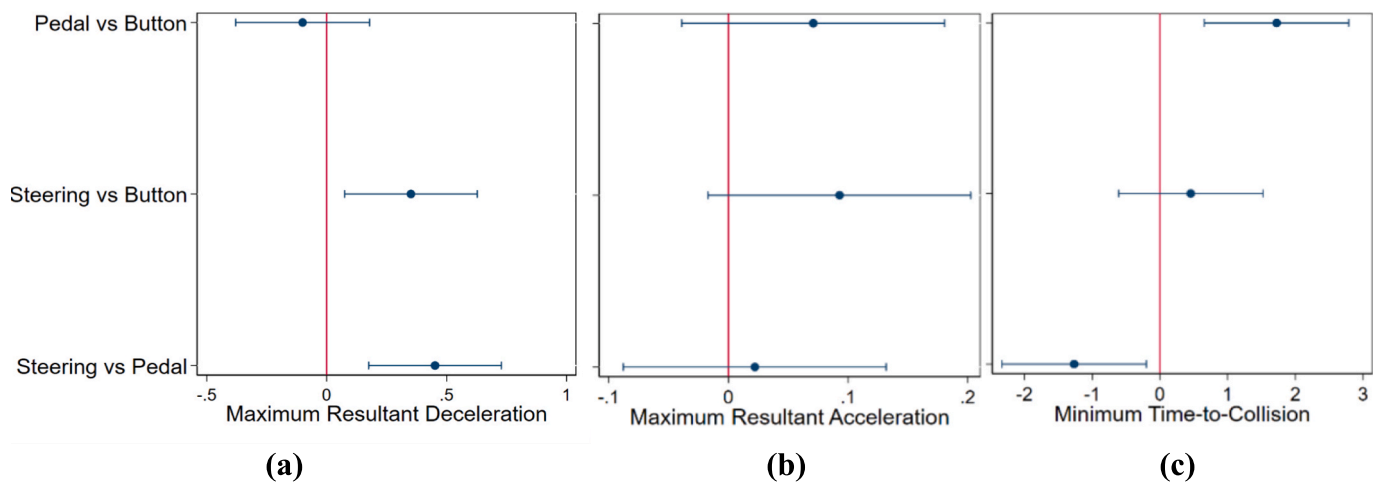 Pedal vs Button
Steering vs Button
Steering vs Pedal
-.5 0 .5 1
Maximum Resultant Deceleration
(a)
-.1 0 .1 .2
Maximum Resultant Acceleration
(b)
-2 -1 0 1 2 3
Minimum Time-to-Collision
(c)